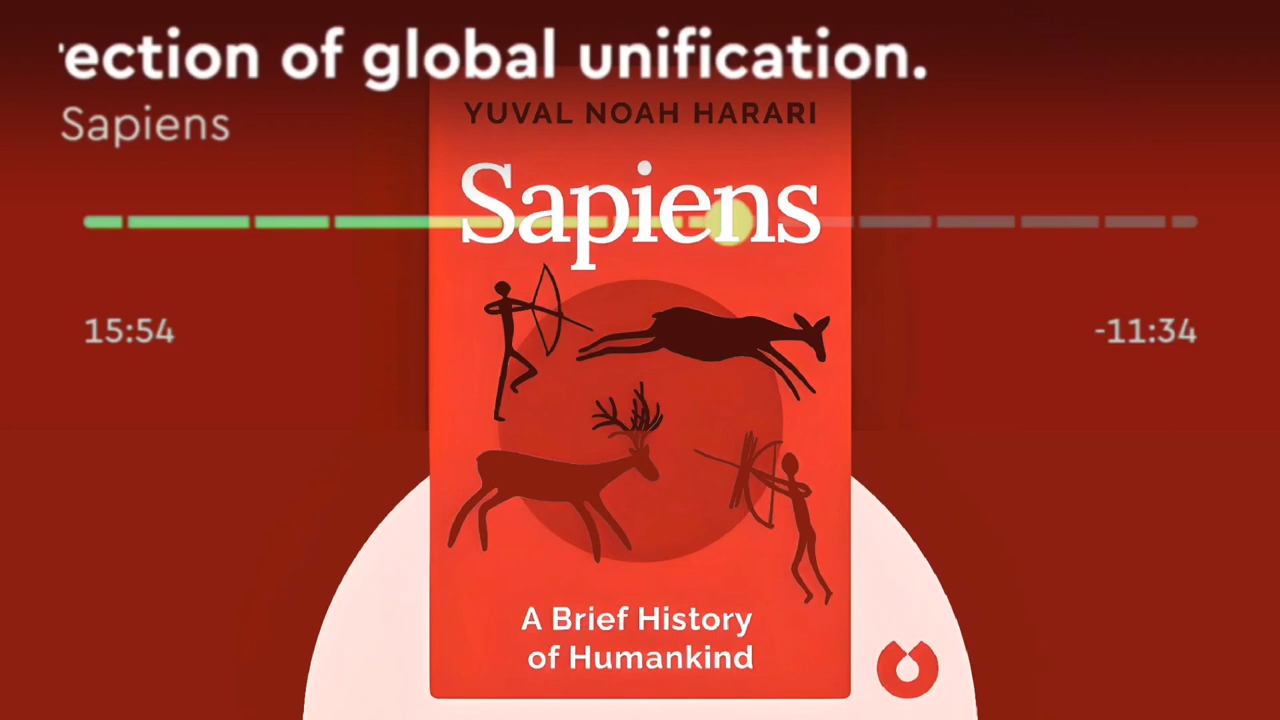 ection of global unification.
Sapiens
YUVAL NOAH HARARI
Sapiens
15:54
-11:34
A Brief History
of Humankind